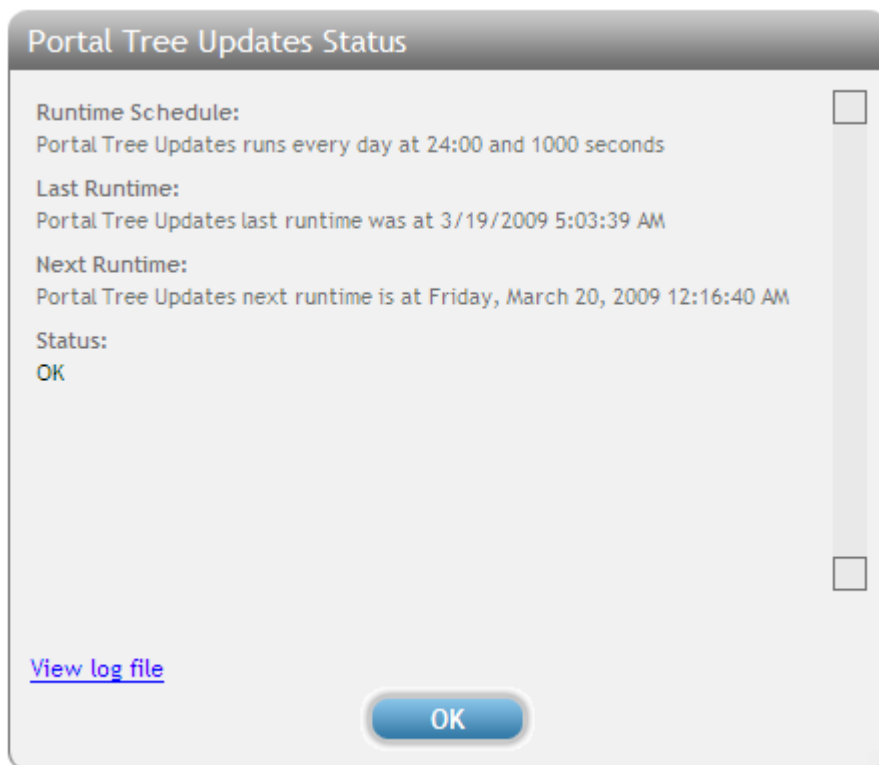 Portal Tree Updates Status
Runtime Schedule:
Portal Tree Updates runs every day at 24:00 and 1000 seconds
Last Runtime:
Portal Tree Updates last runtime was at 3/19/2009 5:03:39 AM
Next Runtime:
Portal Tree Updates next runtime is at Friday, March 20, 2009 12:16:40 AM
Status:
OK
View log file
OK